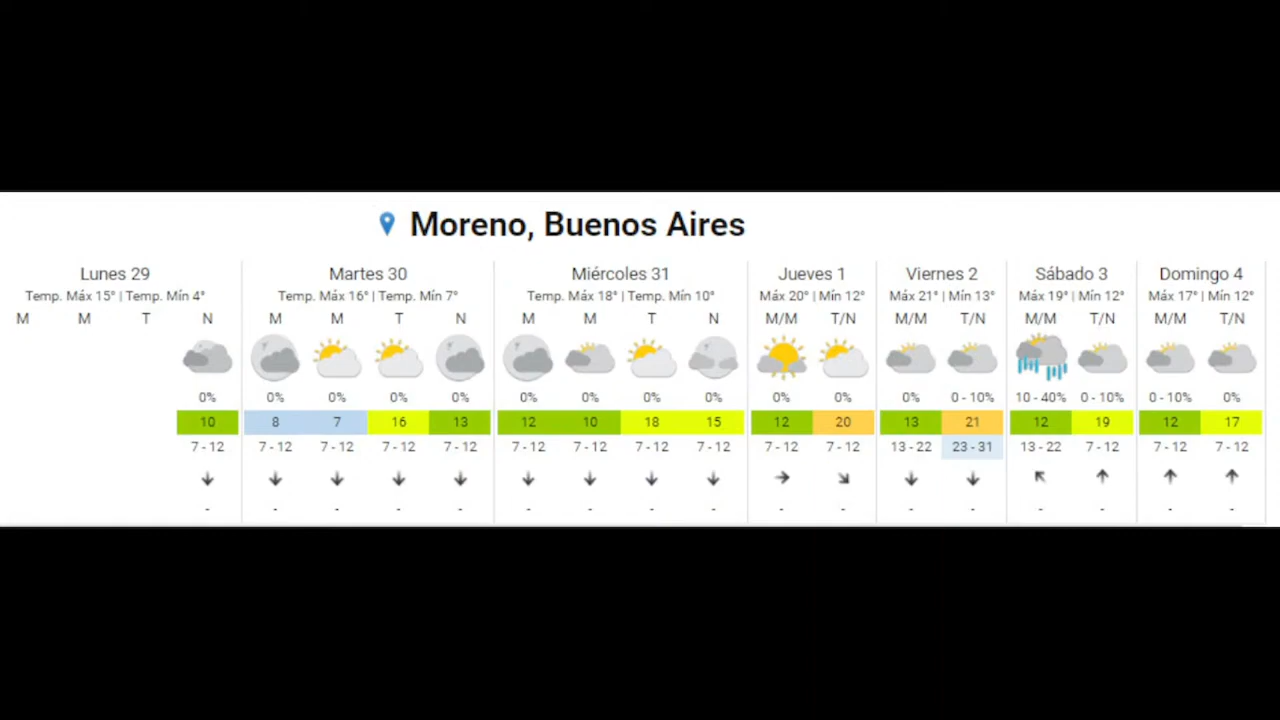 Moreno, Buenos Aires
Lunes 29 Martes 30 Miércoles 31 Jueves 1 Viernes 2 Sábado 3 Domingo 4
Temp. Máx 15° | Temp. Mín 4° Temp. Máx 16° | Temp. Mín 7° Temp. Máx 18° | Temp. Mín 10° Máx 20° | Mín 12° Máx 21° | Mín 13° Máx 19° | Mín 12° Máx 17° | Mín 12°
M M T N M M T N M M T N M/M T/N M/M T/N M/M T/N M/M T/N
0% 0% 0% 0% 0% 0% 0% 0% 0% 0% 0% 0% 0 - 10% 10 - 40% 0 - 10% 0 - 10% 0%
10 8 7 16 13 12 10 18 15 12 20 13 21 12 19 12 17
7 - 12 7 - 12 7 - 12 7 - 12 7 - 12 7 - 12 7 - 12 7 - 12 7 - 12 7 - 12 7 - 12 13 - 22 23 - 31 13 - 22 7 - 12 7 - 12 7 - 12
- - - - - - - - - - - - - - - - -